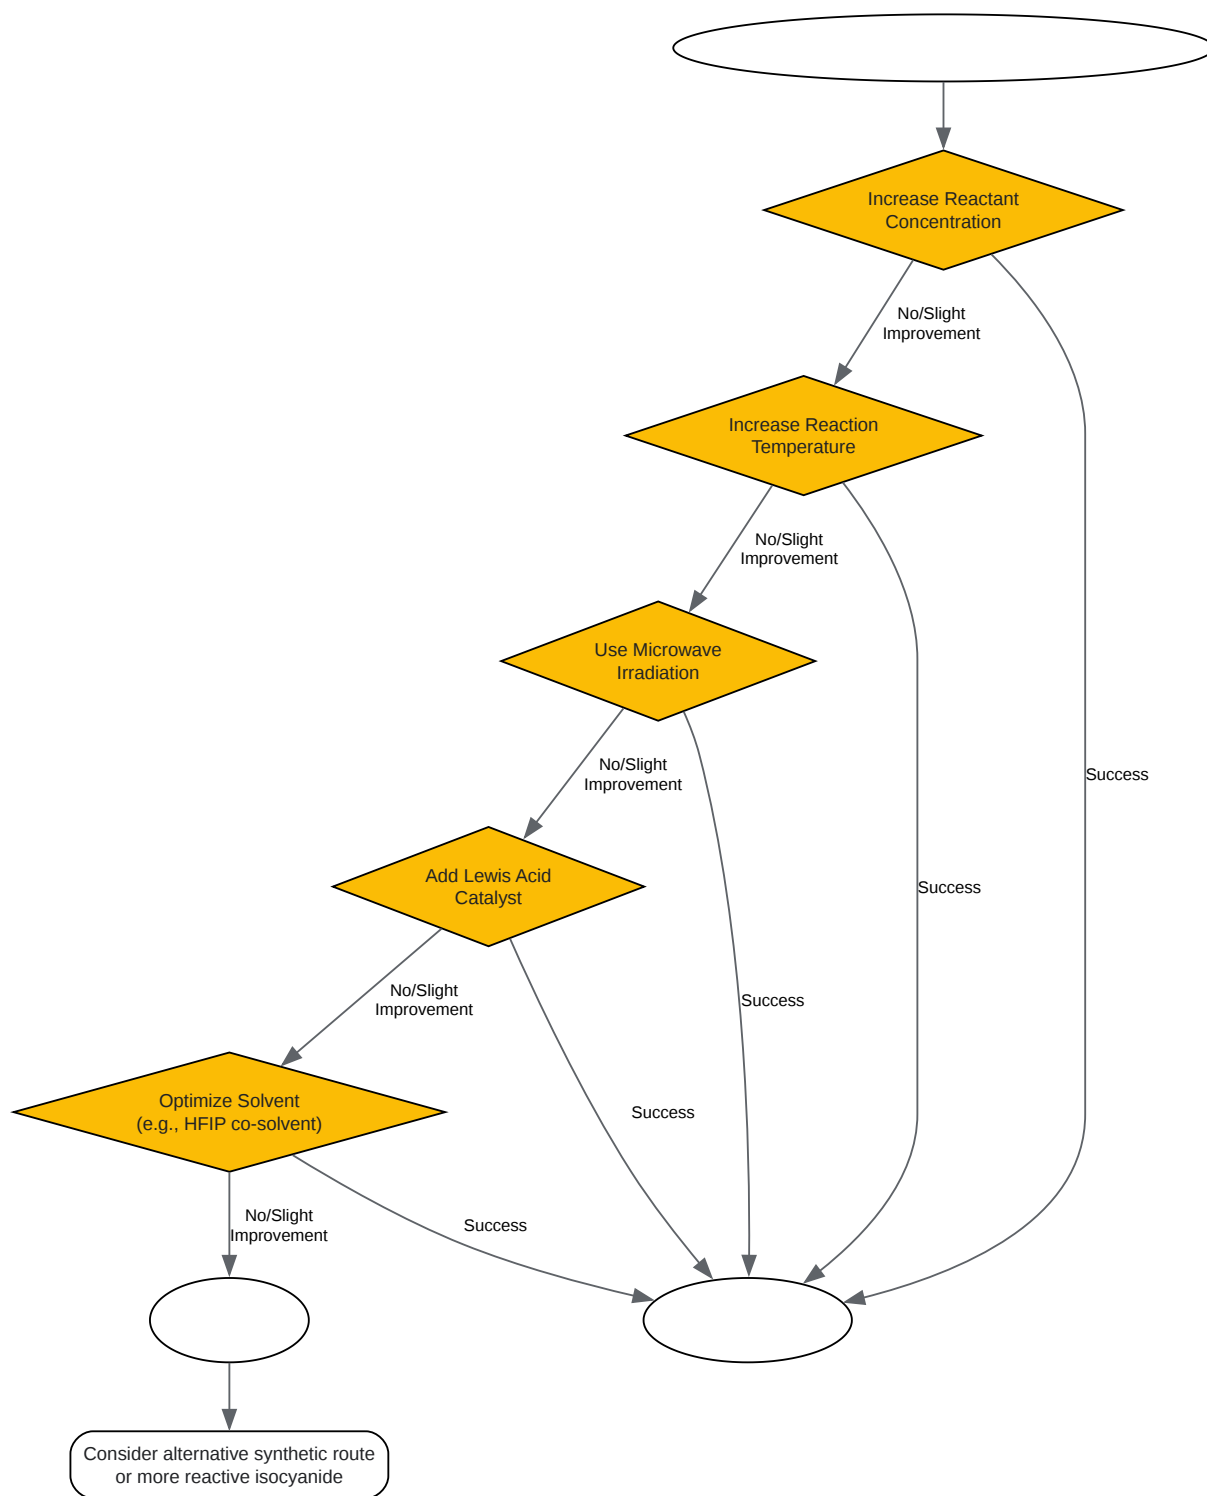 Increase Reactant
Concentration
No/Slight
Improvement
Increase Reaction
Temperature
No/Slight
Improvement
Use Microwave
Irradiation
No/Slight
Improvement
Success
Add Lewis Acid
Catalyst
Success
No/Slight
Improvement
Success
Optimize Solvent
(e.g., HFIP co-solvent)
Success
No/Slight
Improvement
Success
Consider alternative synthetic route
or more reactive isocyanide